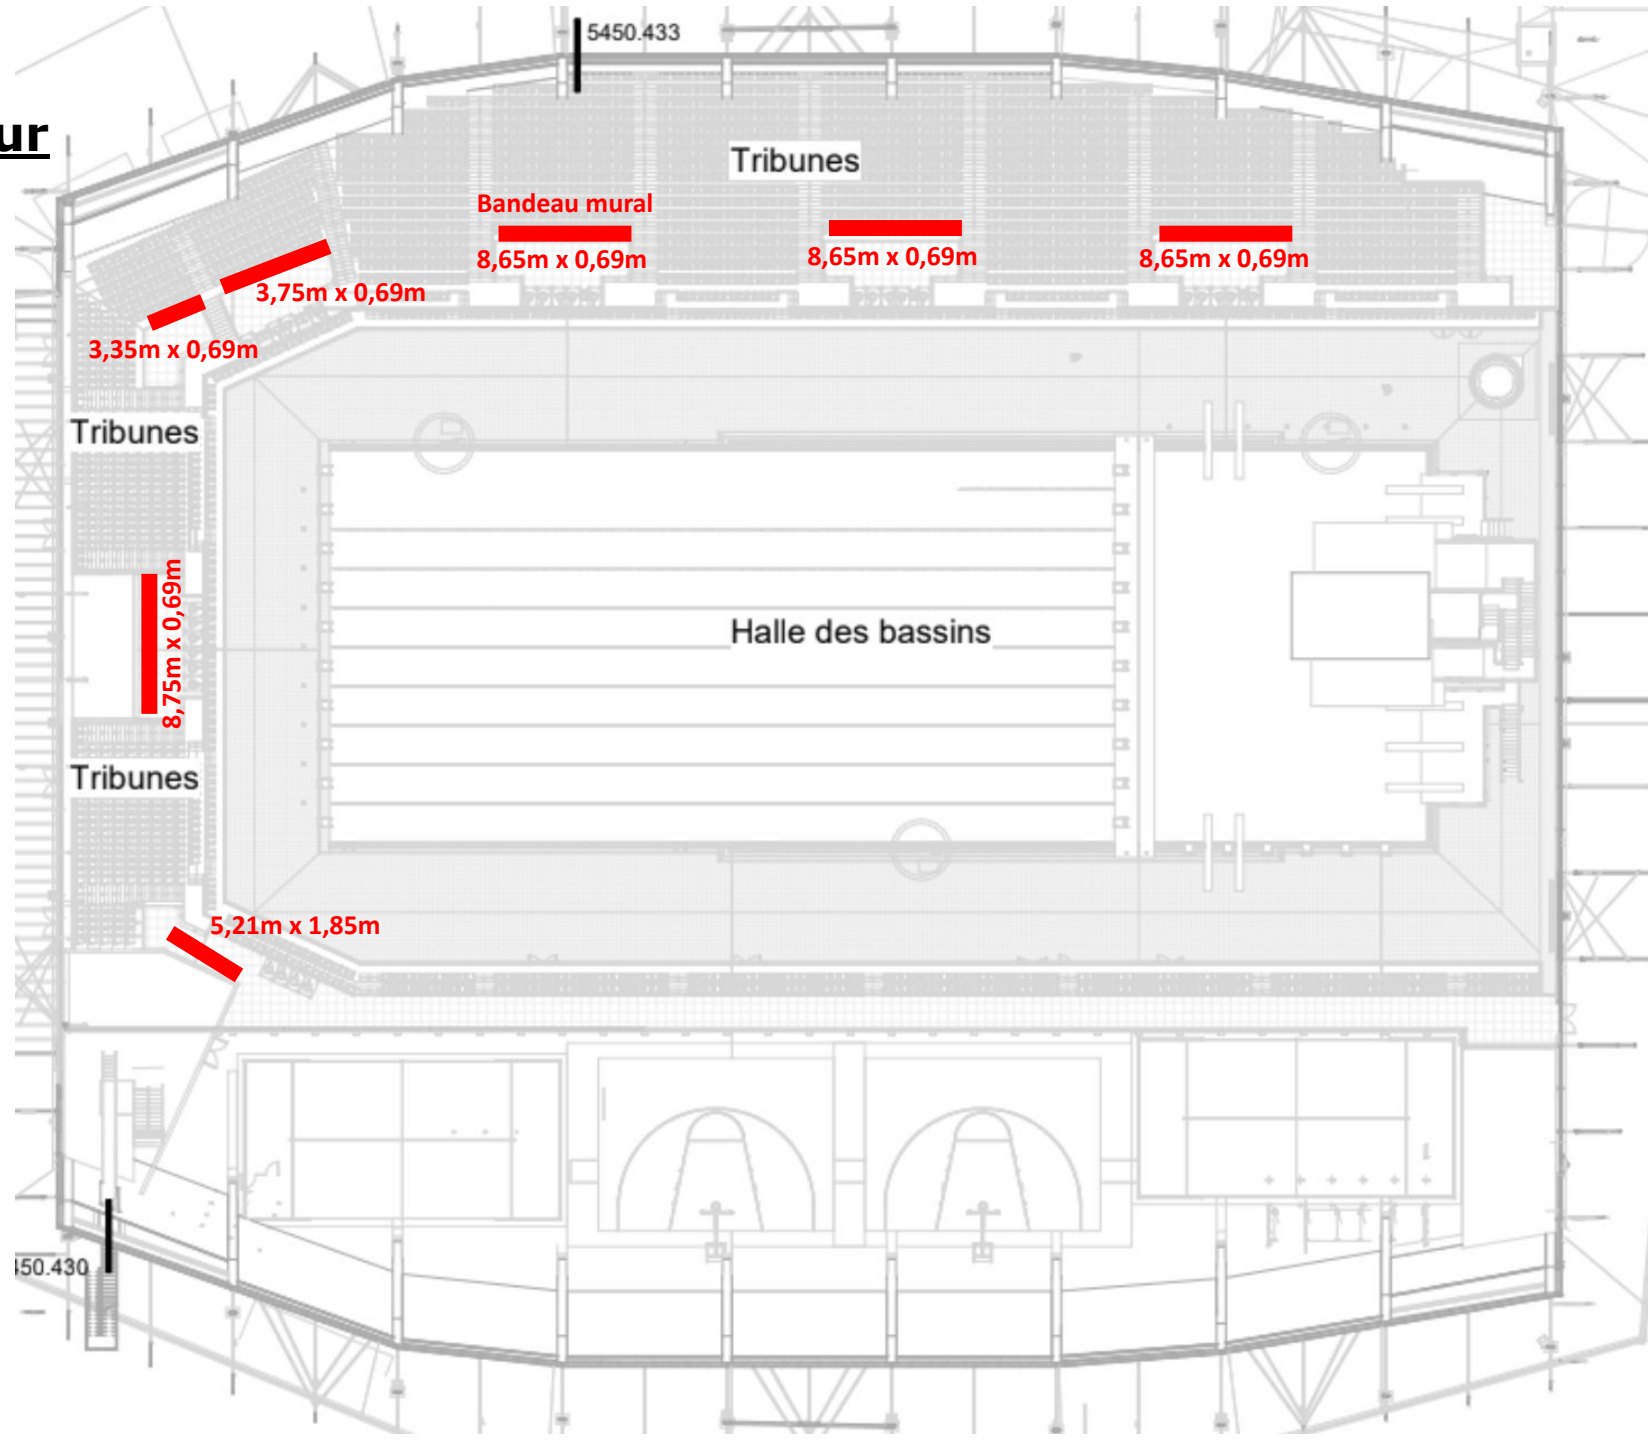 5450.433
ur
Tribunes
Bandeau mural
8,65m x 0,69m
8,65m x 0,69m
8,65m x 0,69m
3,75m x 0,69m
3,35m x 0,69m
Tribunes
8,75m x 0,69m
Halle des bassins
Tribunes
5,21m x 1,85m
450.430